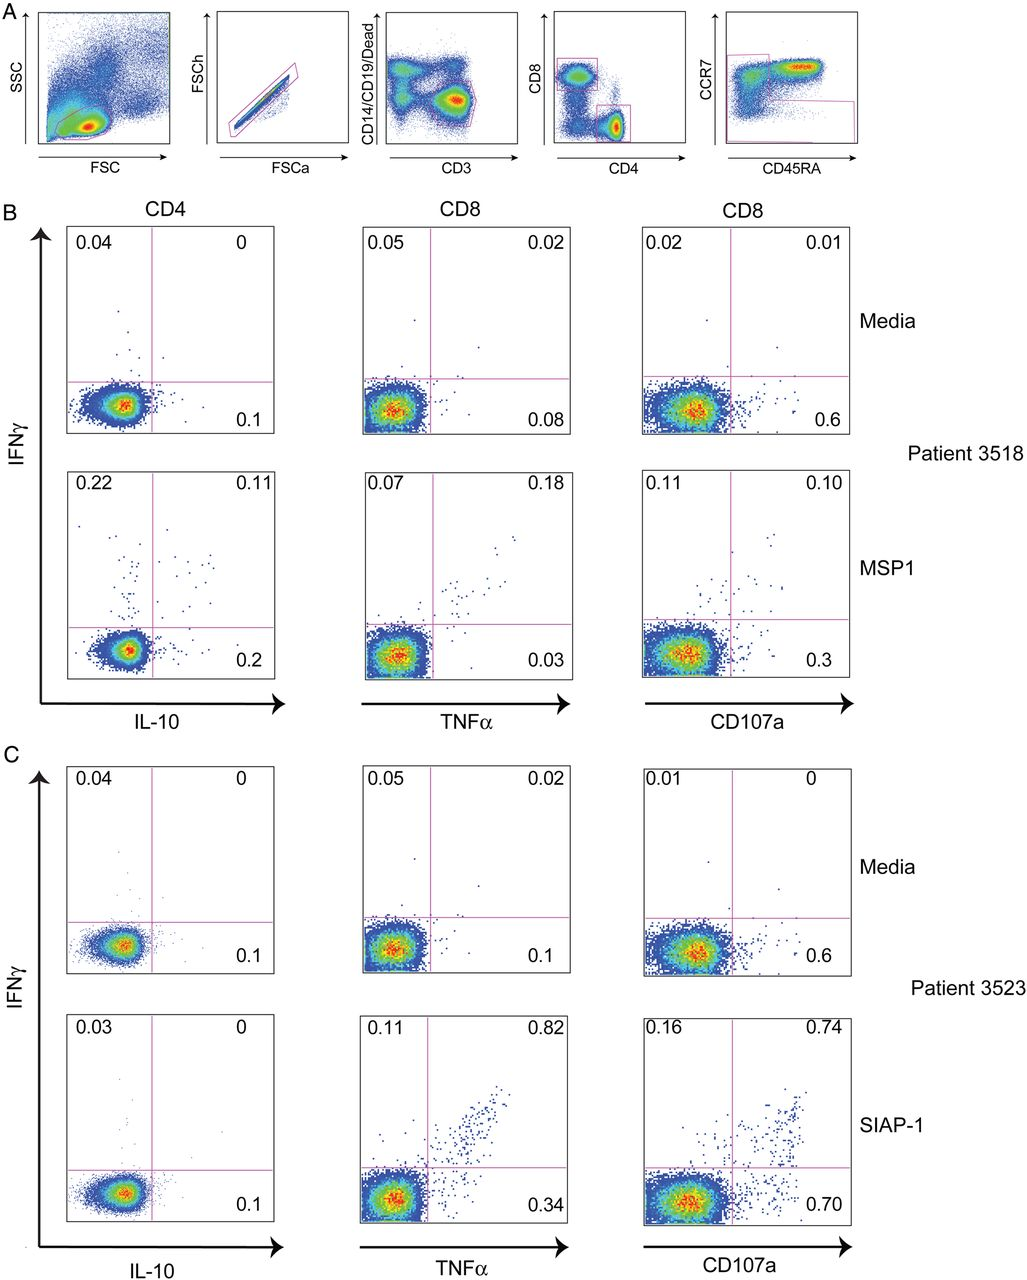 A
SSC
FSC
FSCh
FSCa
CD14/CD19/Dead
CD3
CD8
CD4
CCR7
CD45RA
B
CD4
CD8
CD8
0.04 0
0.1
0.05 0.02
0.08
0.02 0.01
0.6
Media
IFNγ
Patient 3518
0.22 0.11
0.2
0.07 0.18
0.03
0.11 0.10
0.3
MSP1
IL-10
TNFα
CD107a
C
0.04 0
0.1
0.05 0.02
0.1
0.01 0
0.6
Media
IFNγ
Patient 3523
0.03 0
0.1
0.11 0.82
0.34
0.16 0.74
0.70
SIAP-1
IL-10
TNFα
CD107a